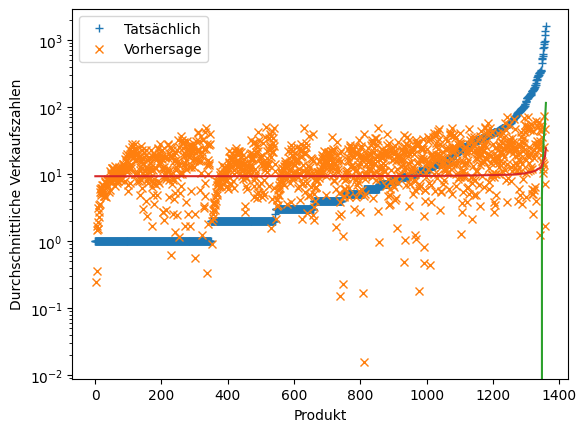 Tatsächlich
Vorhersage
Durchschnittliche Verkaufszahlen
10³
10²
10¹
10⁰
10⁻¹
10⁻²
0 200 400 600 800 1000 1200 1400
Produkt